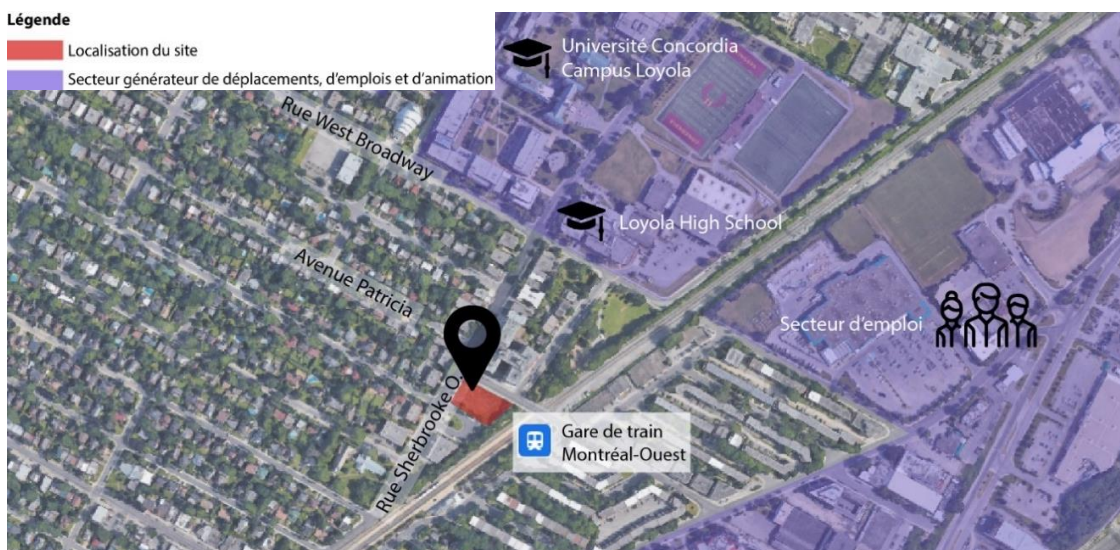 Légende
Localisation du site
Secteur générateur de déplacements, d'emplois et d'animation
Université Concordia
Campus Loyola
Rue West Broadway
Loyola High School
Avenue Patricia
Secteur d'emploi
Rue Sherbrooke O.
Gare de train
Montréal-Ouest